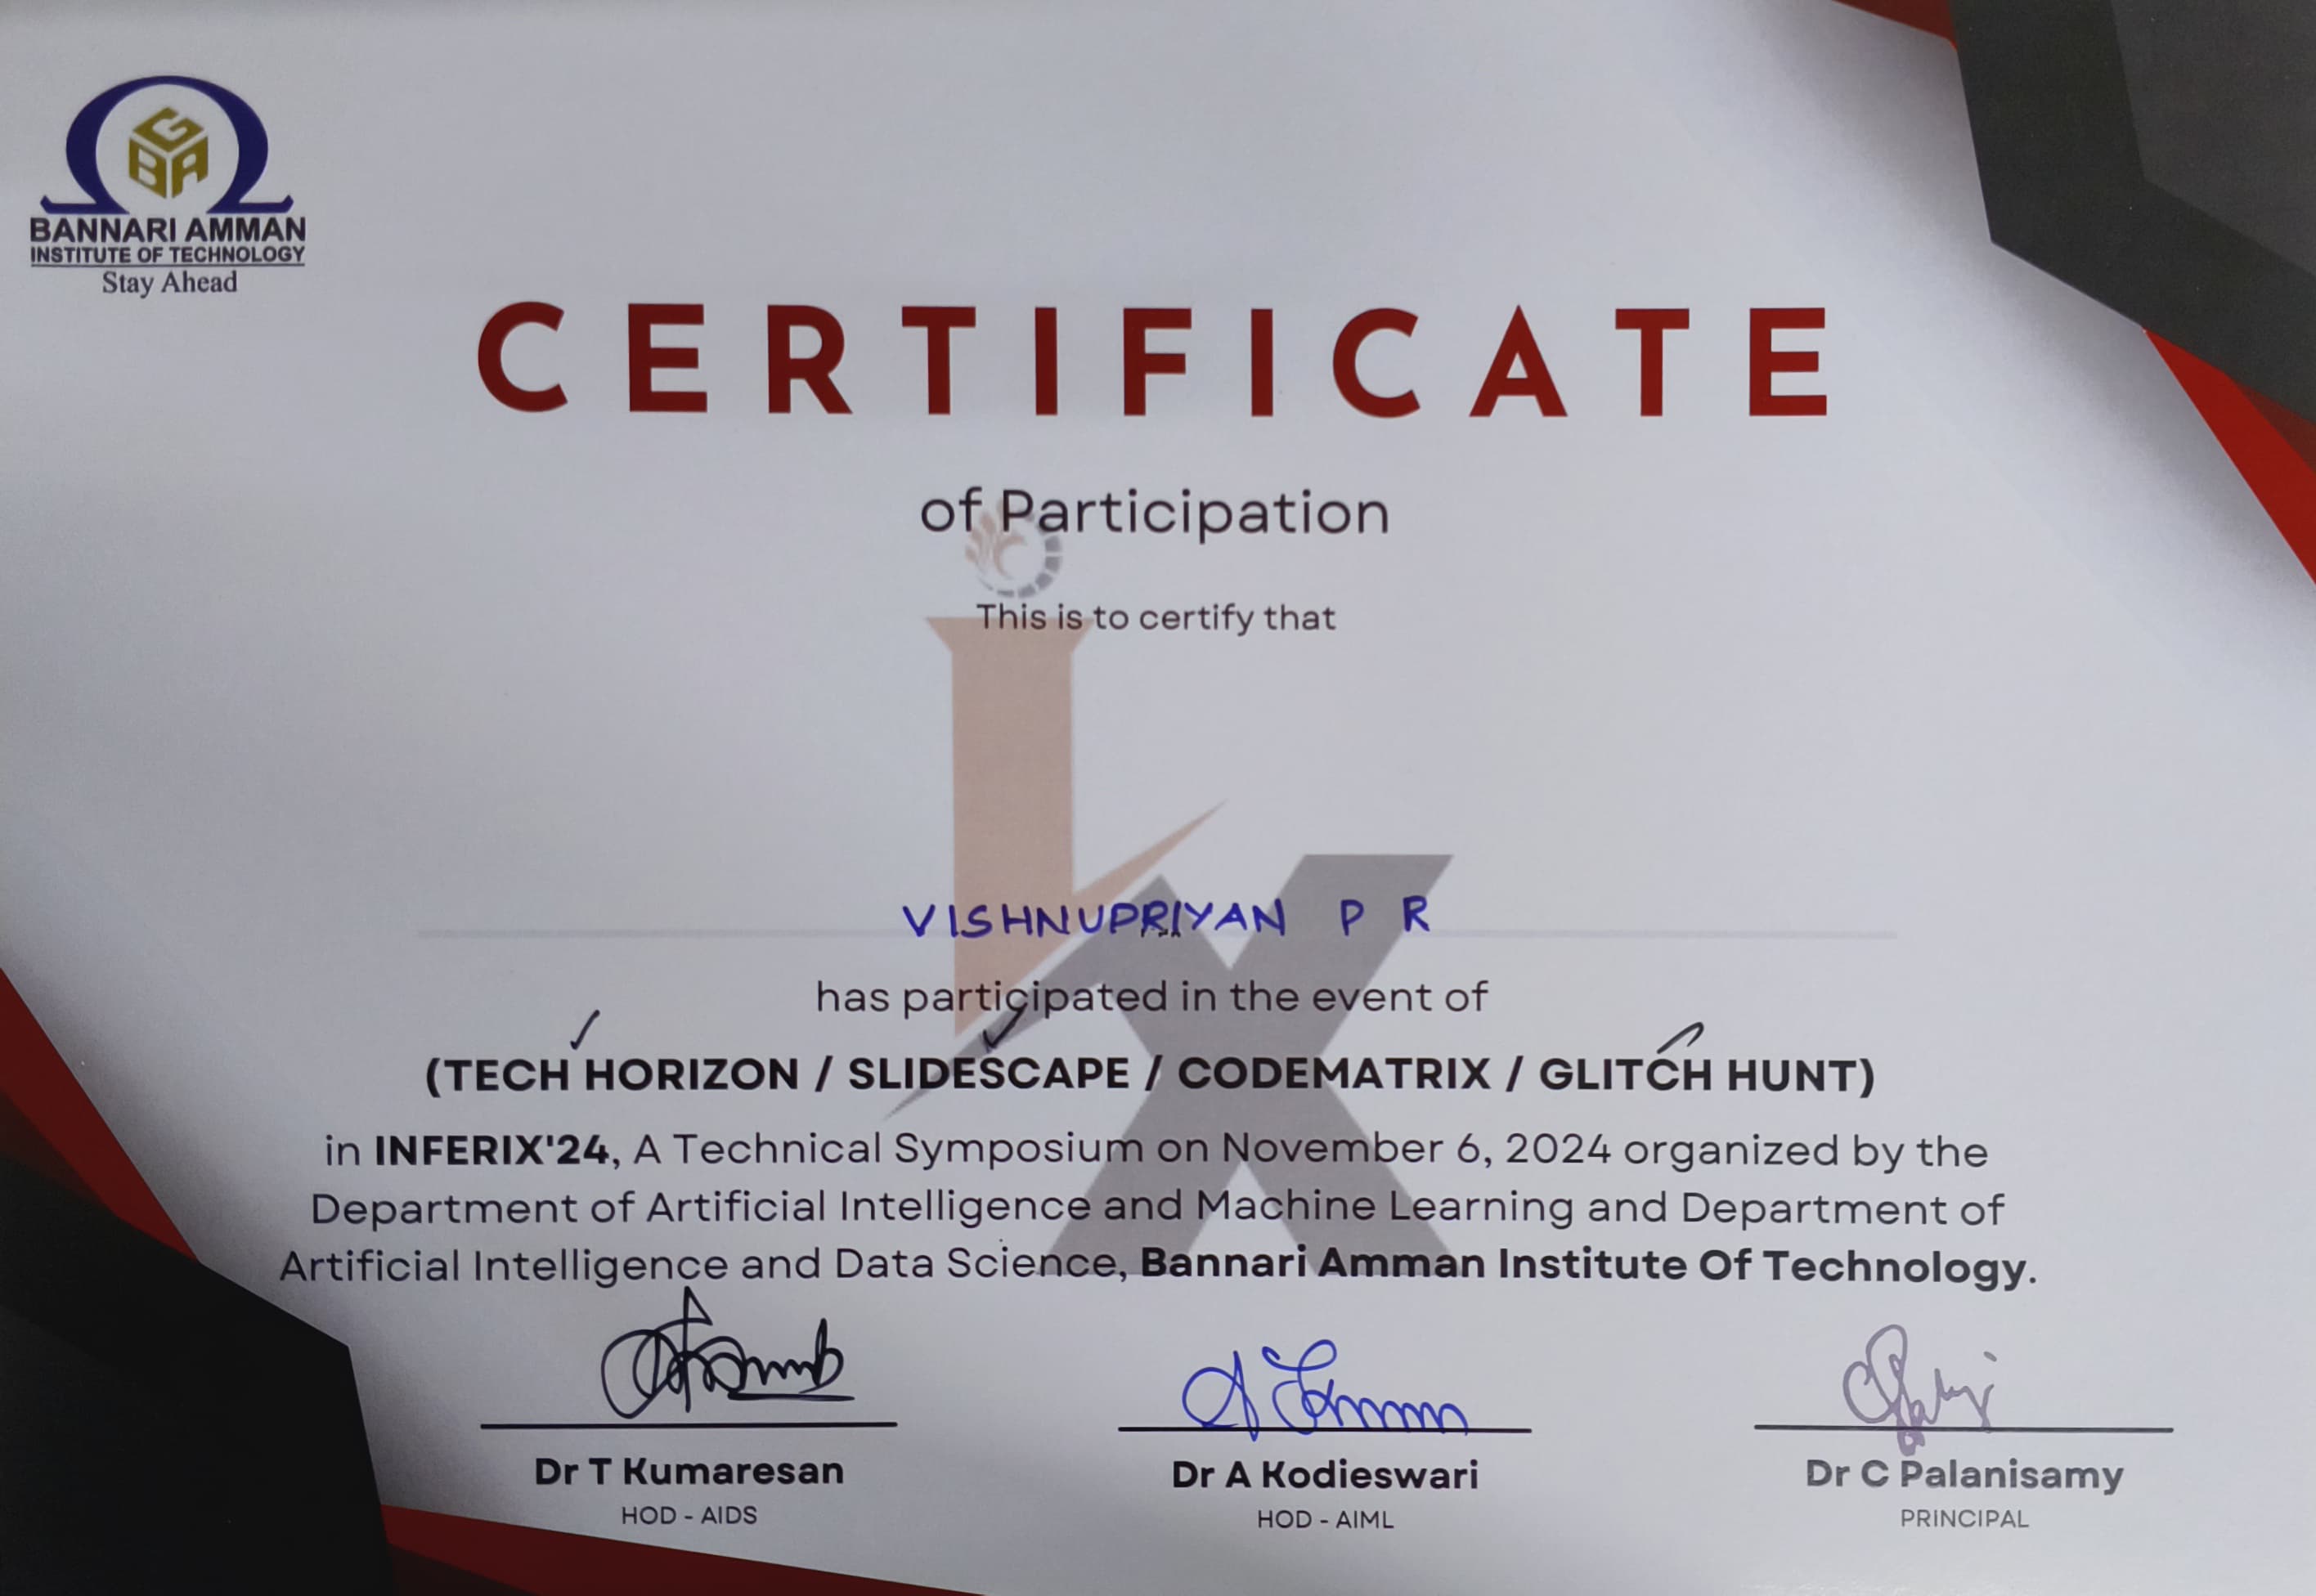 GBA
BANNARI AMMAN
INSTITUTE OF TECHNOLOGY
Stay Ahead
CERTIFICATE
of Participation
This is to certify that
VISHNUPRIYAN P R
has participated in the event of
(TECH HORIZON / SLIDESCAPE / CODEMATRIX / GLITCH HUNT)
in INFERIX'24, A Technical Symposium on November 6, 2024 organized by the
Department of Artificial Intelligence and Machine Learning and Department of
Artificial Intelligence and Data Science, Bannari Amman Institute Of Technology.
Dr T Kumaresan
HOD - AIDS
Dr A Kodieswari
HOD - AIML
Dr C Palanisamy
PRINCIPAL